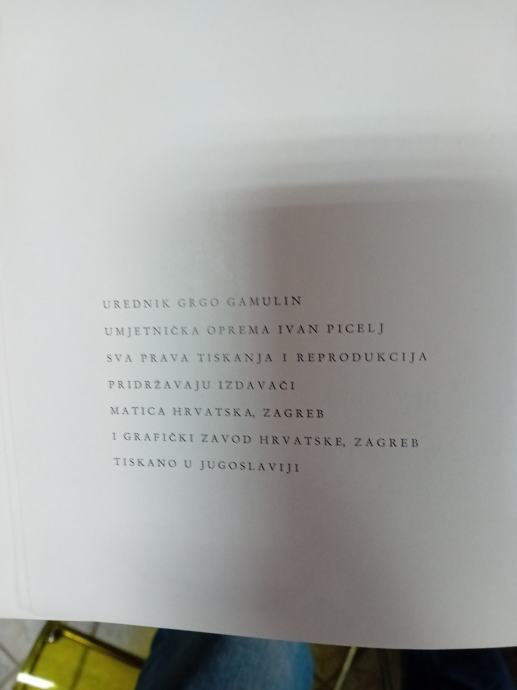 UREDNIK GRGO GAMULIN
UMJETNIČKA OPREMA IVAN PICELJ
SVA PRAVA TISKANJA I REPRODUKCIJA
PRIDRŽAVAJU IZDAVAČI
MATICA HRVATSKA, ZAGREB
I GRAFIČKI ZAVOD HRVATSKE, ZAGREB
TISKANO U JUGOSLAVIJI